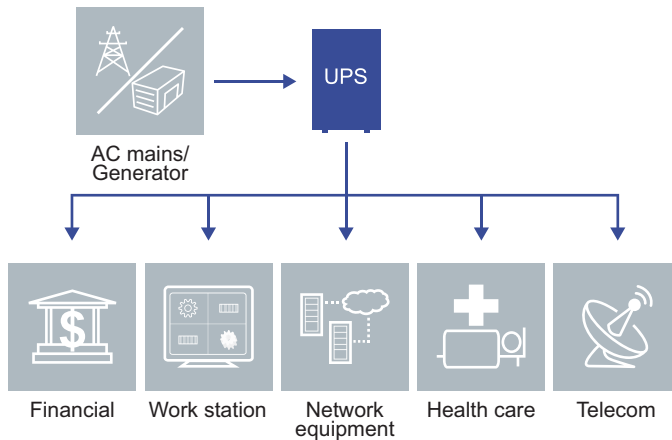 UPS
AC mains/
Generator
Financial
Work station
Network
equipment
Health care
Telecom